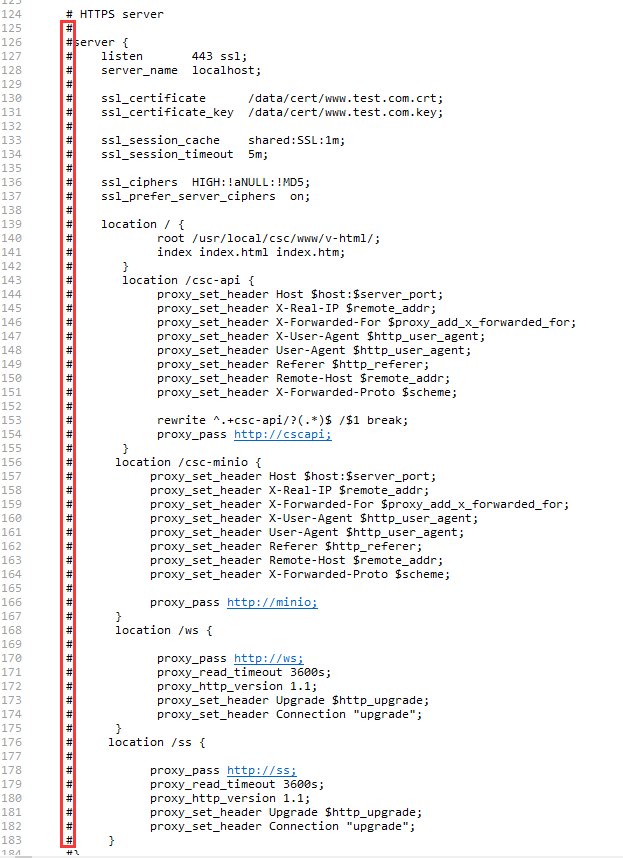 124 # HTTPS server
125 #
126 #server {
127 #    listen       443 ssl;
128 #    server_name  localhost;
129 #
130 #    ssl_certificate      /data/cert/www.test.com.crt;
131 #    ssl_certificate_key  /data/cert/www.test.com.key;
132 #
133 #    ssl_session_cache    shared:SSL:1m;
134 #    ssl_session_timeout  5m;
135 #
136 #    ssl_ciphers  HIGH:!aNULL:!MD5;
137 #    ssl_prefer_server_ciphers  on;
138 #
139 #    location / {
140 #            root /usr/local/csc/www/v-html/;
141 #            index index.html index.htm;
142 #       }
143 #       location /csc-api {
144 #            proxy_set_header Host $host:$server_port;
145 #            proxy_set_header X-Real-IP $remote_addr;
146 #            proxy_set_header X-Forwarded-For $proxy_add_x_forwarded_for;
147 #            proxy_set_header X-User-Agent $http_user_agent;
148 #            proxy_set_header User-Agent $http_user_agent;
149 #            proxy_set_header Referer $http_referer;
150 #            proxy_set_header Remote-Host $remote_addr;
151 #            proxy_set_header X-Forwarded-Proto $scheme;
152 #
153 #            rewrite ^.+csc-api/?(.*)$ /$1 break;
154 #            proxy_pass http://cscapi;
155 #       }
156 #      location /csc-minio {
157 #           proxy_set_header Host $host:$server_port;
158 #           proxy_set_header X-Real-IP $remote_addr;
159 #           proxy_set_header X-Forwarded-For $proxy_add_x_forwarded_for;
160 #           proxy_set_header X-User-Agent $http_user_agent;
161 #           proxy_set_header User-Agent $http_user_agent;
162 #           proxy_set_header Referer $http_referer;
163 #           proxy_set_header Remote-Host $remote_addr;
164 #           proxy_set_header X-Forwarded-Proto $scheme;
165 #
166 #           proxy_pass http://minio;
167 #      }
168 #      location /ws {
169 #
170 #            proxy_pass http://ws;
171 #            proxy_read_timeout 3600s;
172 #            proxy_http_version 1.1;
173 #            proxy_set_header Upgrade $http_upgrade;
174 #            proxy_set_header Connection "upgrade";
175 #      }
176 #     location /ss {
177 #
178 #           proxy_pass http://ss;
179 #           proxy_read_timeout 3600s;
180 #           proxy_http_version 1.1;
181 #           proxy_set_header Upgrade $http_upgrade;
182 #           proxy_set_header Connection "upgrade";
183 #     }
184 #}